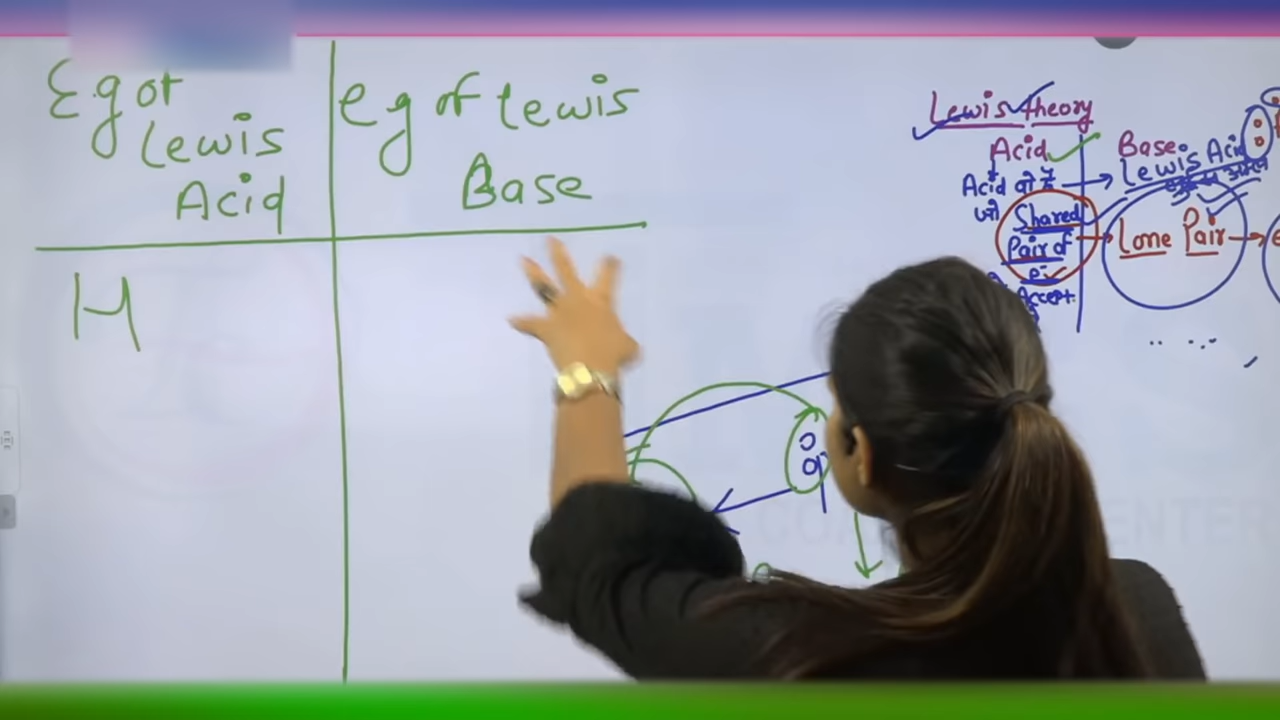 Eg of
Lewis
Acid
eg of Lewis
Base
H
Lewis theory
Acid
Base
Lewis Acid
Acid
Shared
Pair of
e-
Accept
Lone Pair